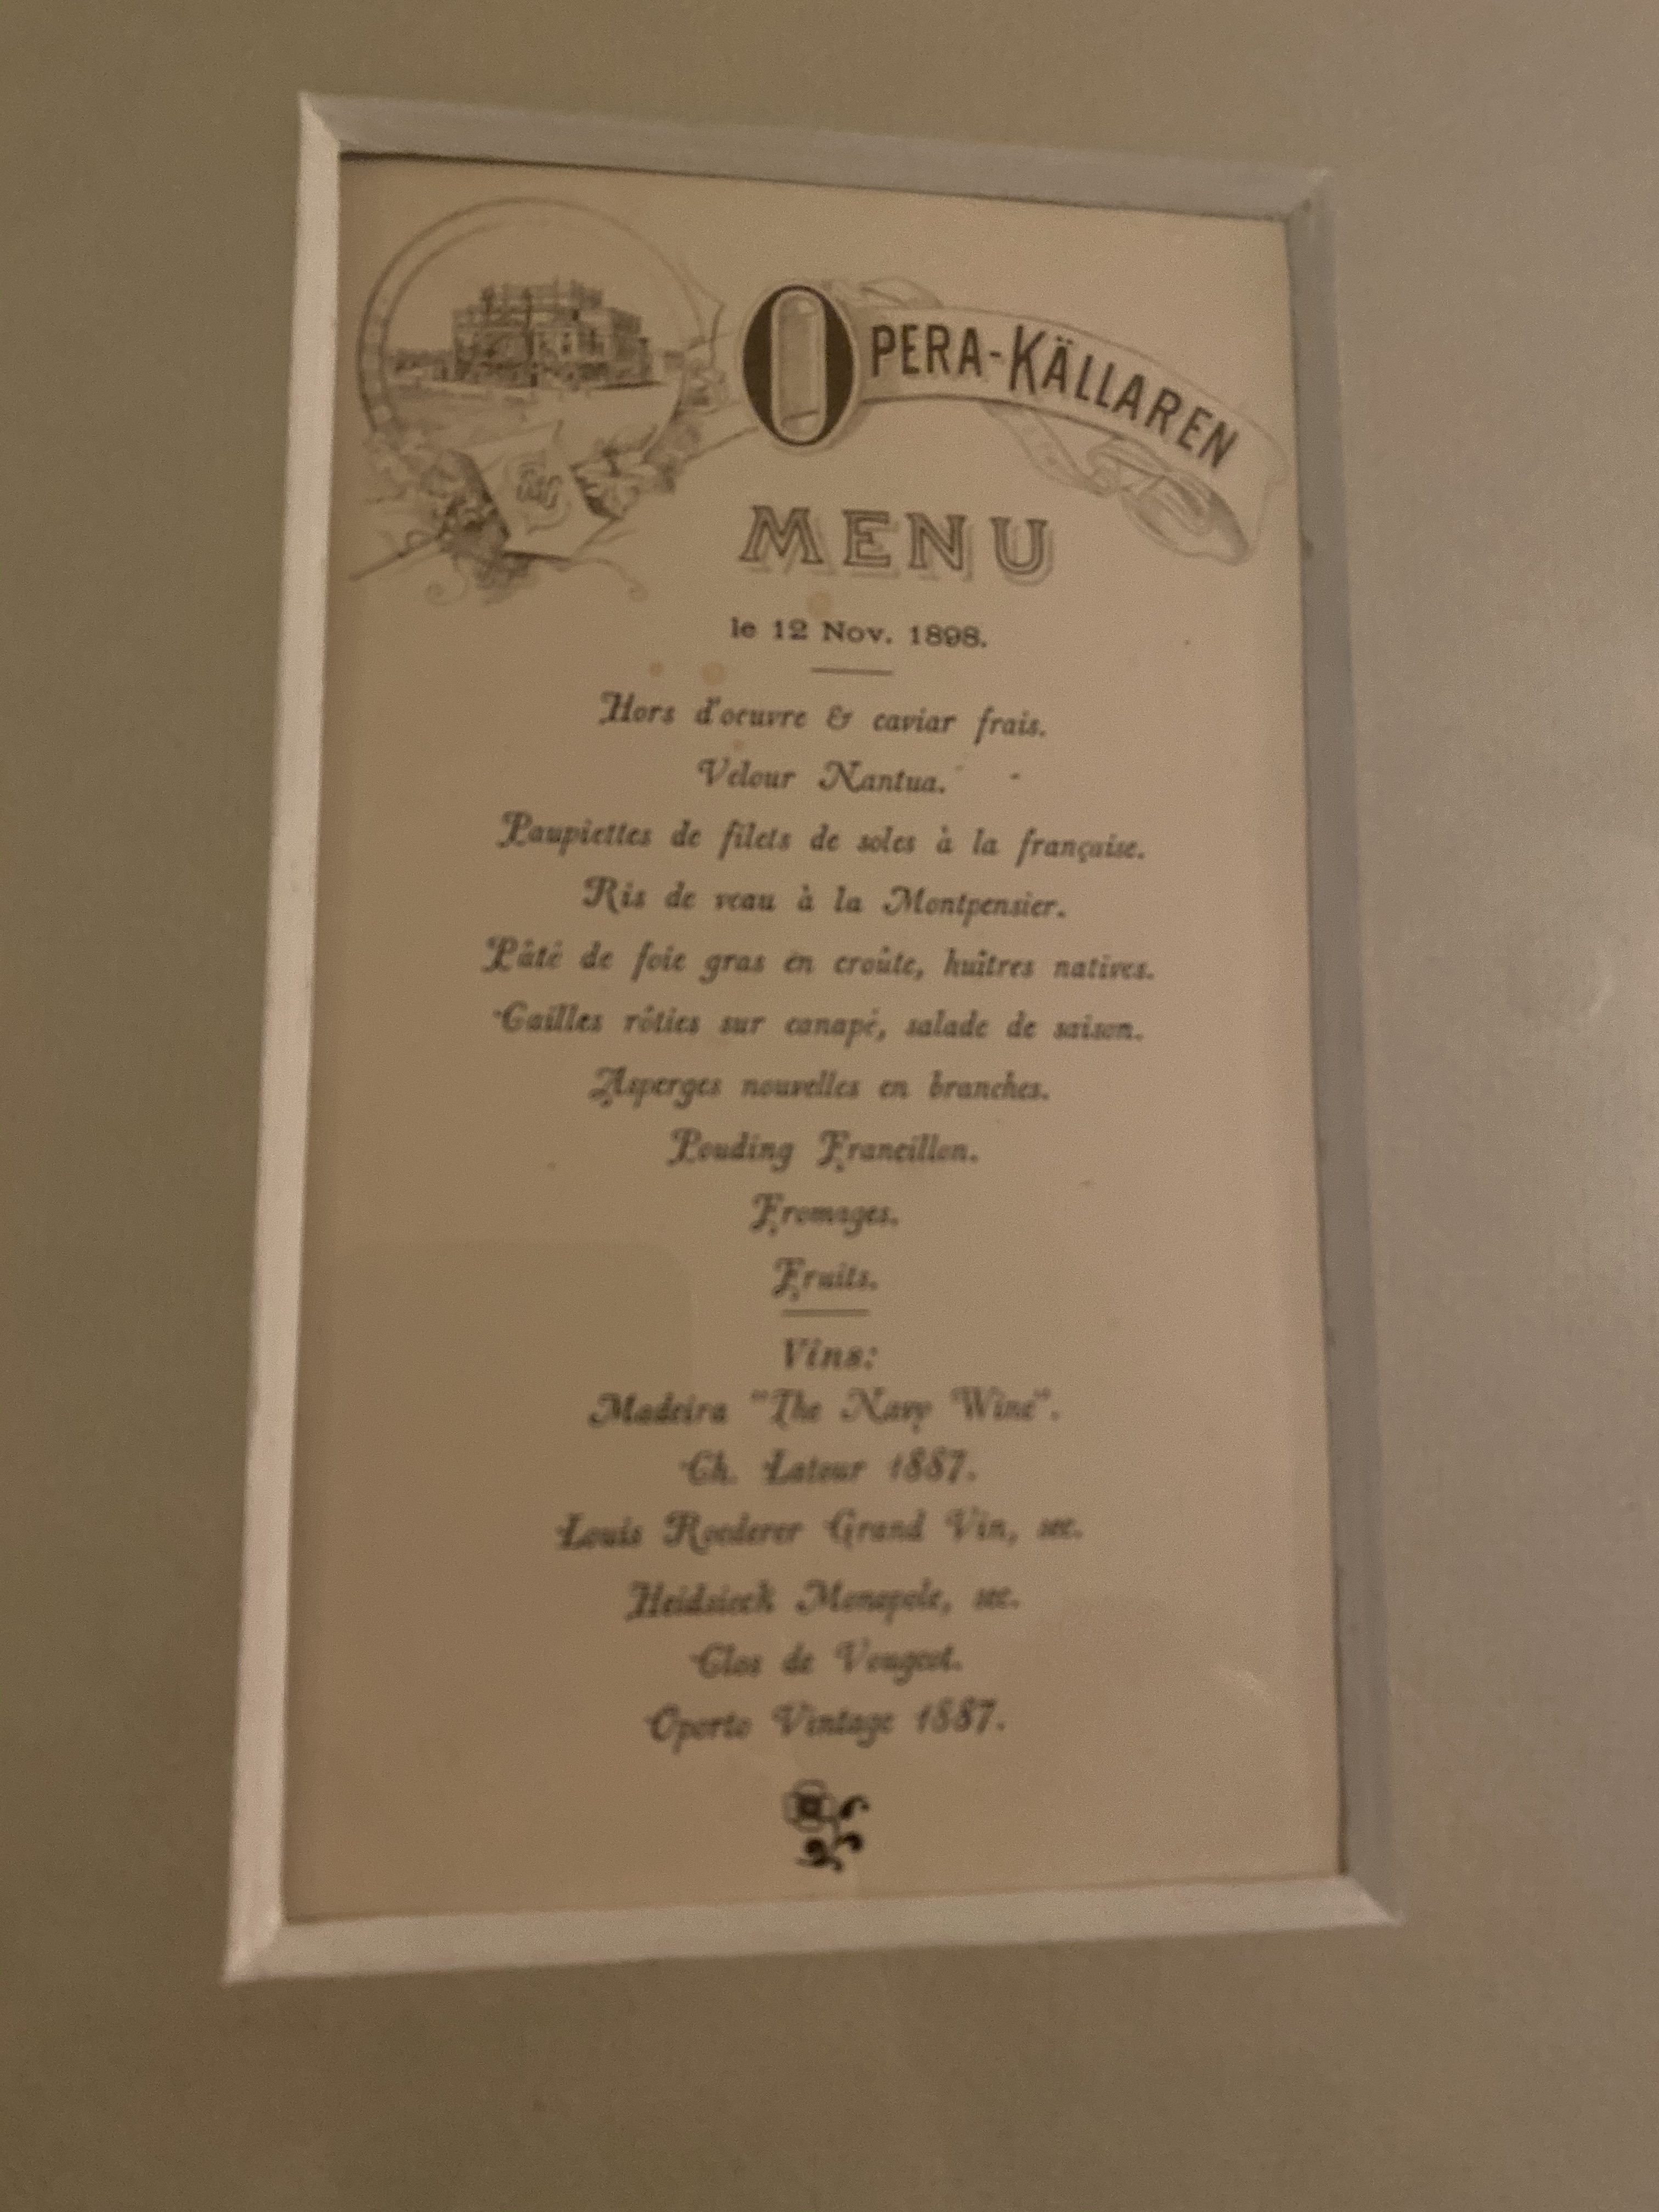 OPERA-KÄLLAREN
MENU
le 12 Nov. 1898.
Hors d'oeuvre & caviar frais.
Velour Nantua.
Paupiettes de filets de soles à la française.
Ris de veau à la Montpensier.
Pâté de foie gras en croûte, huîtres natives.
Cailles rôties sur canapé, salade de saison.
Asperges nouvelles en branches.
Pouding Francillon.
Fromages.
Fruits.
Vins:
Madeira "The Navy Wine".
Ch. Latour 1887.
Louis Roederer Grand Vin, sec.
Heidsieck Monopole, sec.
Clos de Vougeot.
Oporto Vintage 1887.